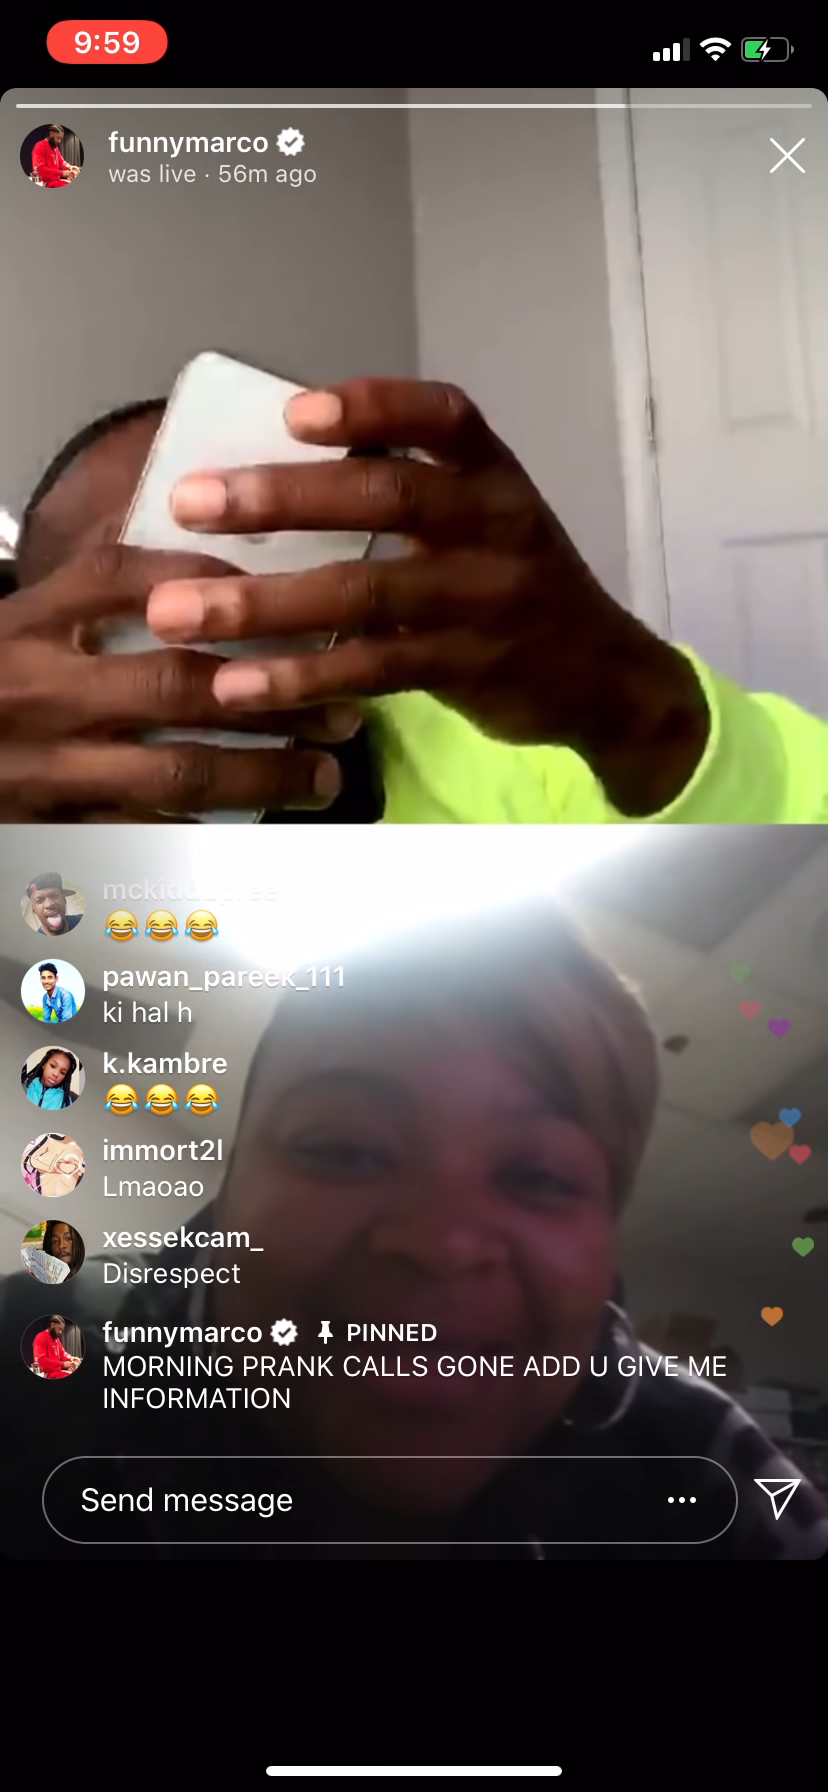 9:59
funnymarco
was live · 56m ago
😂😂😂
pawan_pareek_111
ki hal h
k.kambre
😂😂😂
immort2l
Lmaoao
xessekcam_
Disrespect
funnymarco PINNED
MORNING PRANK CALLS GONE ADD U GIVE ME
INFORMATION
Send message